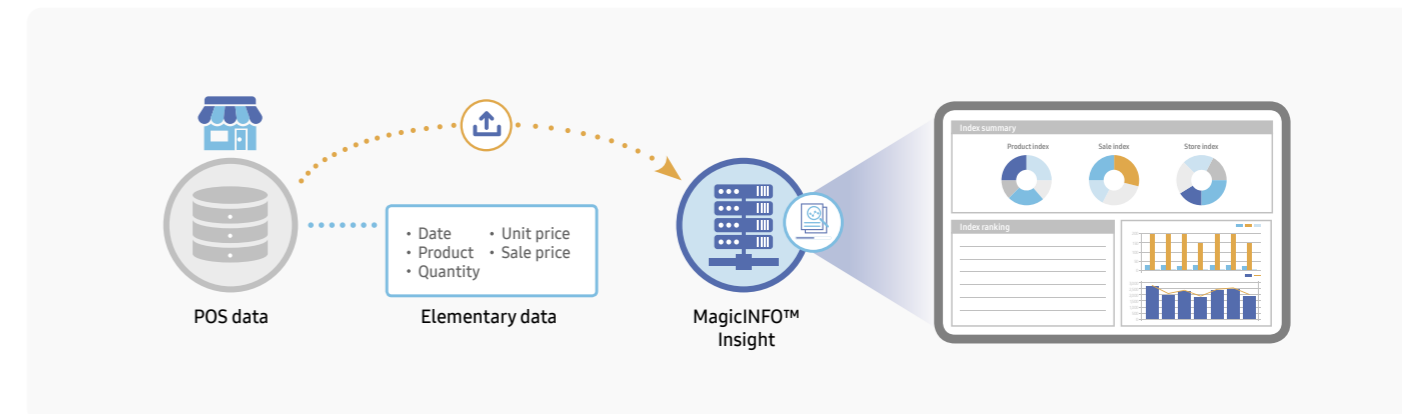 POS data
• Date
• Product
• Quantity
• Unit price
• Sale price
Elementary data
MagicINFO™
Insight
Index summary
Product index
Sale index
Store index
Index ranking